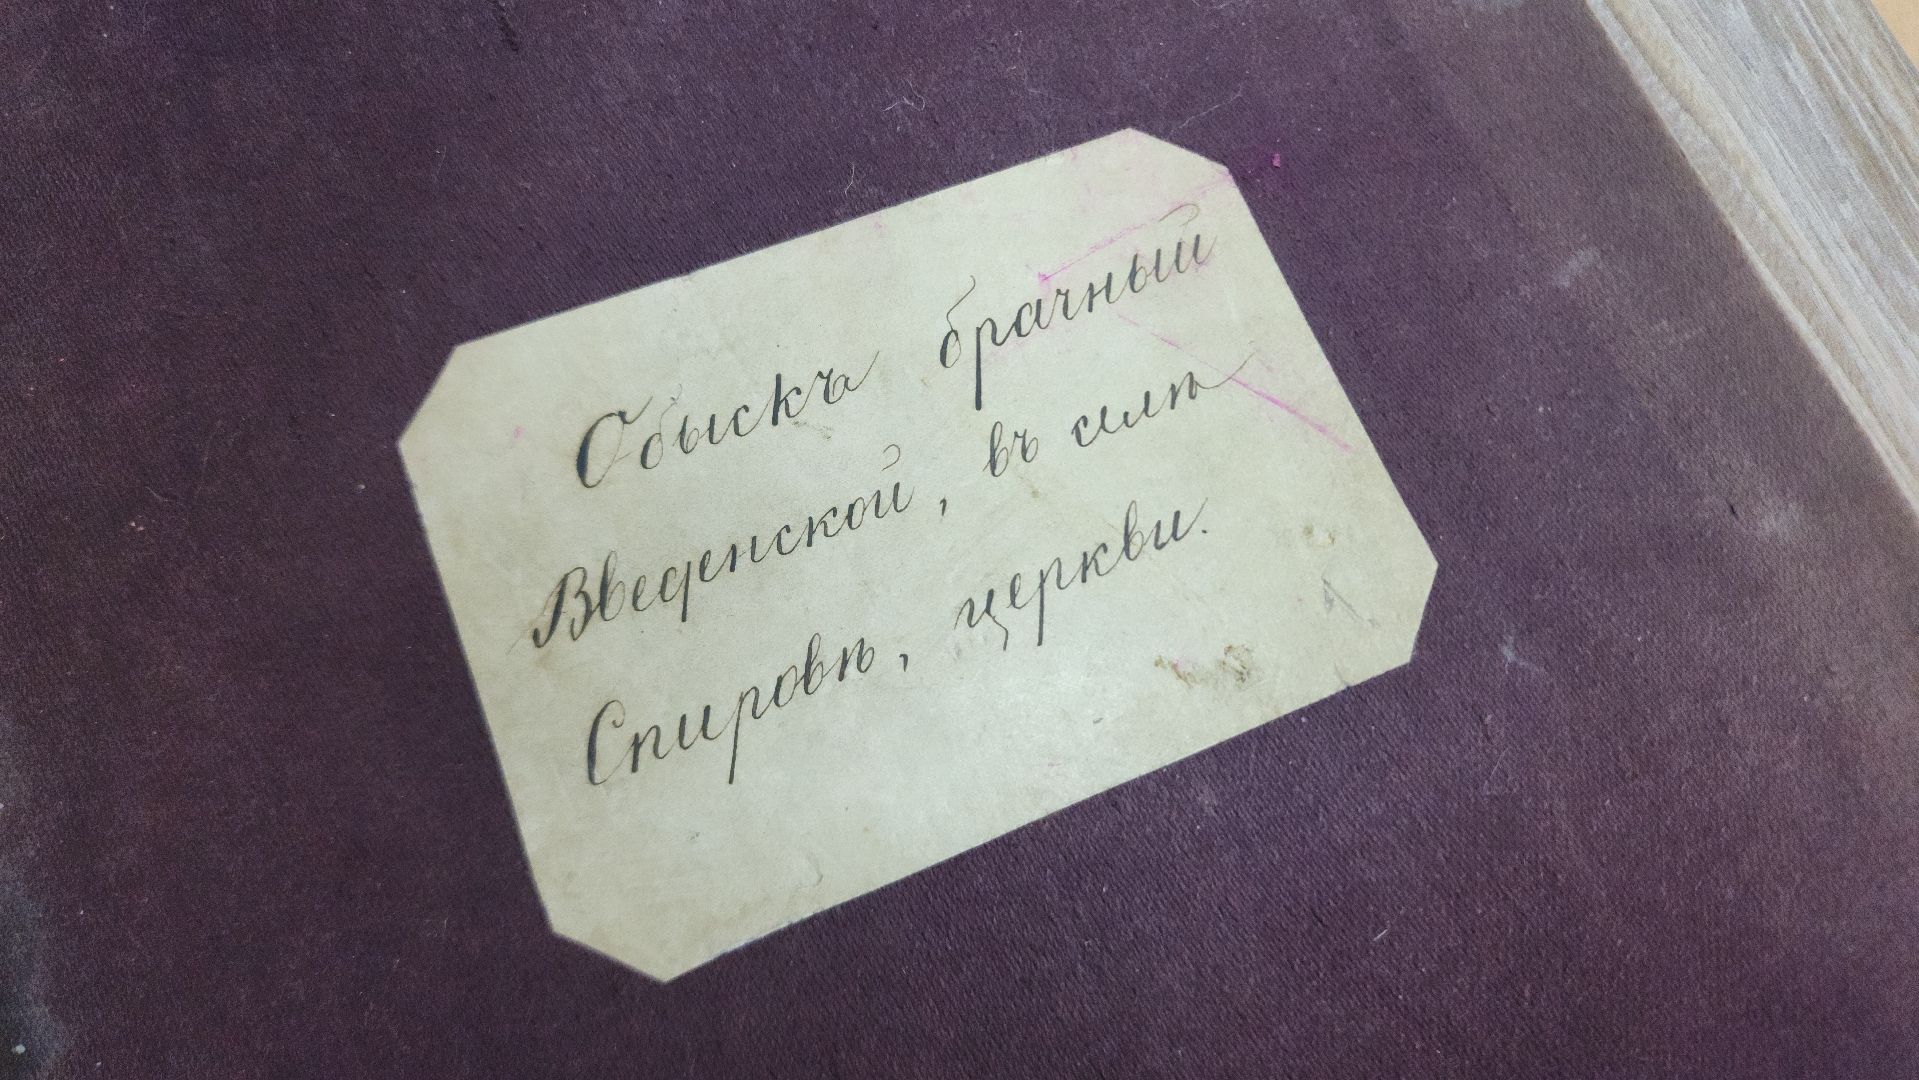 Обыскъ брачный
Введенской, въ селѣ
Спировѣ, церкви.